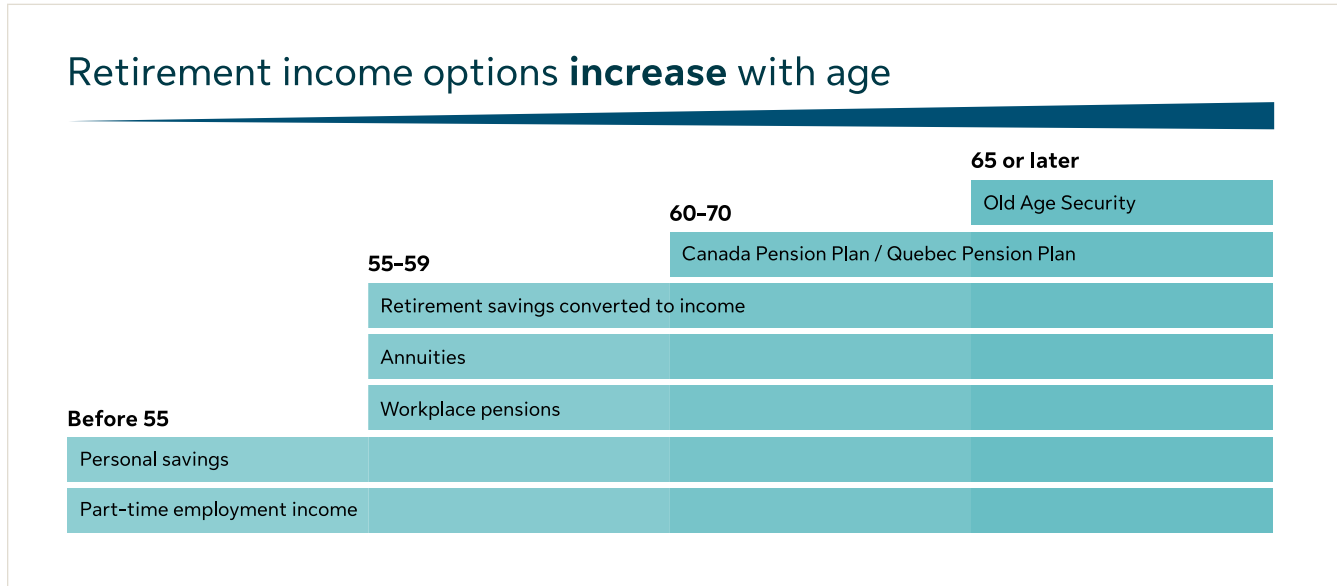 Retirement income options increase with age
65 or later
Old Age Security
60–70
Canada Pension Plan / Quebec Pension Plan
55–59
Retirement savings converted to income
Annuities
Workplace pensions
Before 55
Personal savings
Part-time employment income